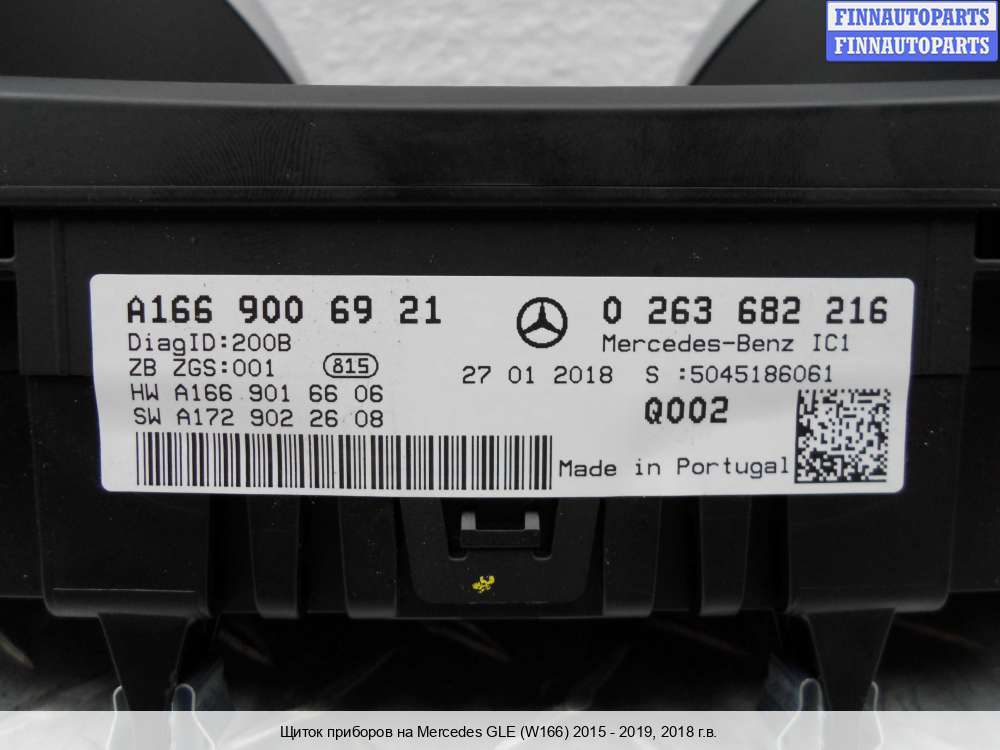 FINNAUTOPARTS
FINNAUTOPARTS
A166 900 69 21
0 263 682 216
DiagID:200B
Mercedes-Benz IC1
ZB ZGS:001
815
27 01 2018 S :5045186061
HW A166 901 66 06
SW A172 902 26 08
Q002
Made in Portugal
Щиток приборов на Mercedes GLE (W166) 2015 - 2019, 2018 г.в.